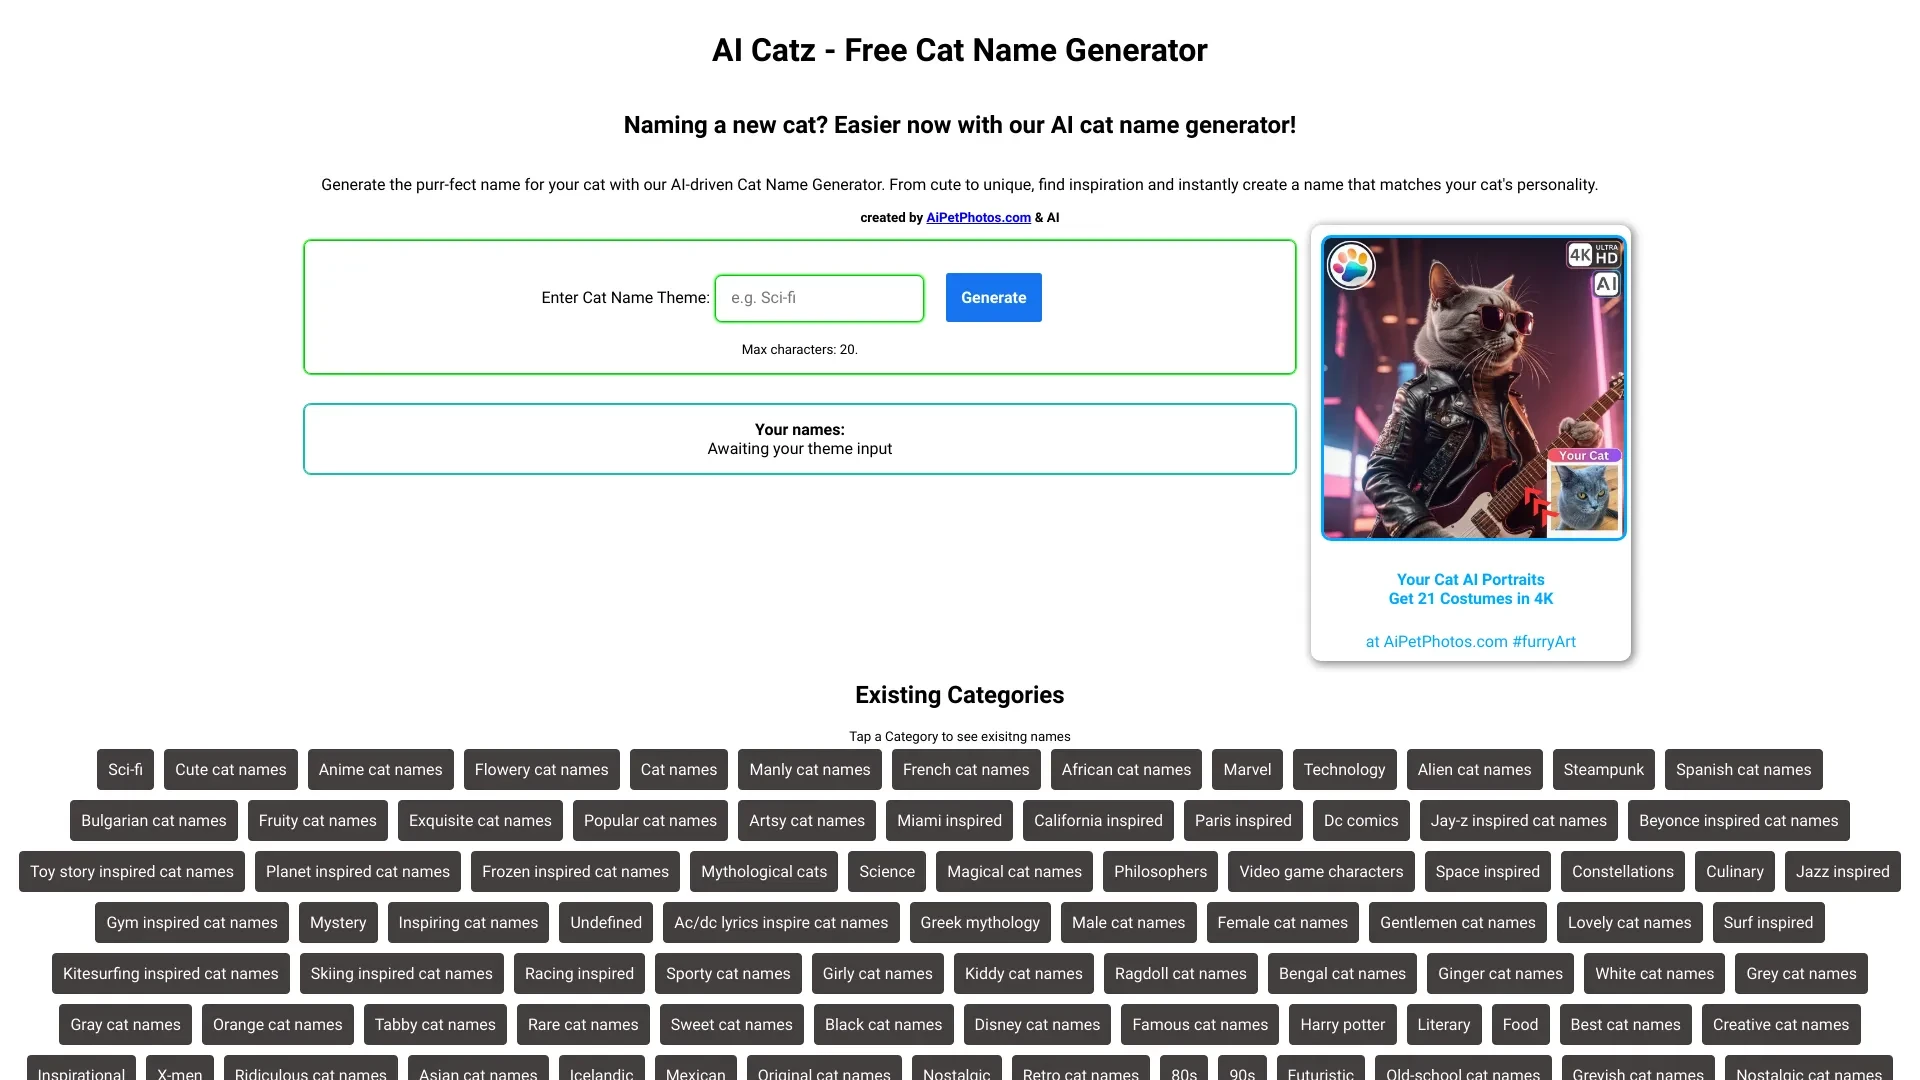 AI Catz - Free Cat Name Generator
Naming a new cat? Easier now with our AI cat name generator!
Generate the purr-fect name for your cat with our AI-driven Cat Name Generator. From cute to unique, find inspiration and instantly create a name that matches your cat's personality.
created by AiPetPhotos.com & AI
Enter Cat Name Theme: e.g. Sci-fi Generate
Max characters: 20.
Your names:
Awaiting your theme input
4K ULTRA HD
AI
Your Cat
Your Cat AI Portraits
Get 21 Costumes in 4K
at AiPetPhotos.com #furryArt
Existing Categories
Tap a Category to see exisitng names
Sci-fi Cute cat names Anime cat names Flowery cat names Cat names Manly cat names French cat names African cat names Marvel Technology Alien cat names Steampunk Spanish cat names
Bulgarian cat names Fruity cat names Exquisite cat names Popular cat names Artsy cat names Miami inspired California inspired Paris inspired Dc comics Jay-z inspired cat names Beyonce inspired cat names
Toy story inspired cat names Planet inspired cat names Frozen inspired cat names Mythological cats Science Magical cat names Philosophers Video game characters Space inspired Constellations Culinary Jazz inspired
Gym inspired cat names Mystery Inspiring cat names Undefined Ac/dc lyrics inspire cat names Greek mythology Male cat names Female cat names Gentlemen cat names Lovely cat names Surf inspired
Kitesurfing inspired cat names Skiing inspired cat names Racing inspired Sporty cat names Girly cat names Kiddy cat names Ragdoll cat names Bengal cat names Ginger cat names White cat names Grey cat names
Gray cat names Orange cat names Tabby cat names Rare cat names Sweet cat names Black cat names Disney cat names Famous cat names Harry potter Literary Food Best cat names Creative cat names
Inspirational X-men Ridiculous cat names Asian cat names Icelandic Mexican Original cat names Nostalgic Retro cat names 80s 90s Futuristic Old-school cat names Greyish cat names Nostalgic cat names